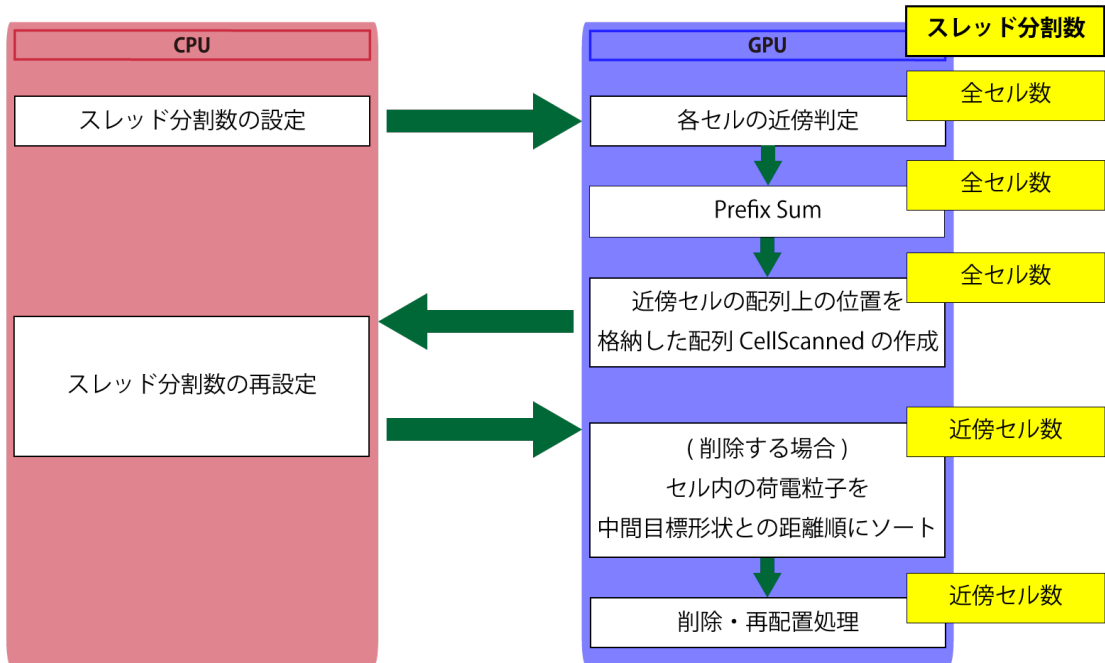 スレッド分割数
CPU
GPU
全セル数
スレッド分割数の設定
各セルの近傍判定
全セル数
Prefix Sum
全セル数
近傍セルの配列上の位置を
格納した配列 CellScanned の作成
スレッド分割数の再設定
近傍セル数
( 削除する場合 )
セル内の荷電粒子を
中間目標形状との距離順にソート
近傍セル数
削除・再配置処理